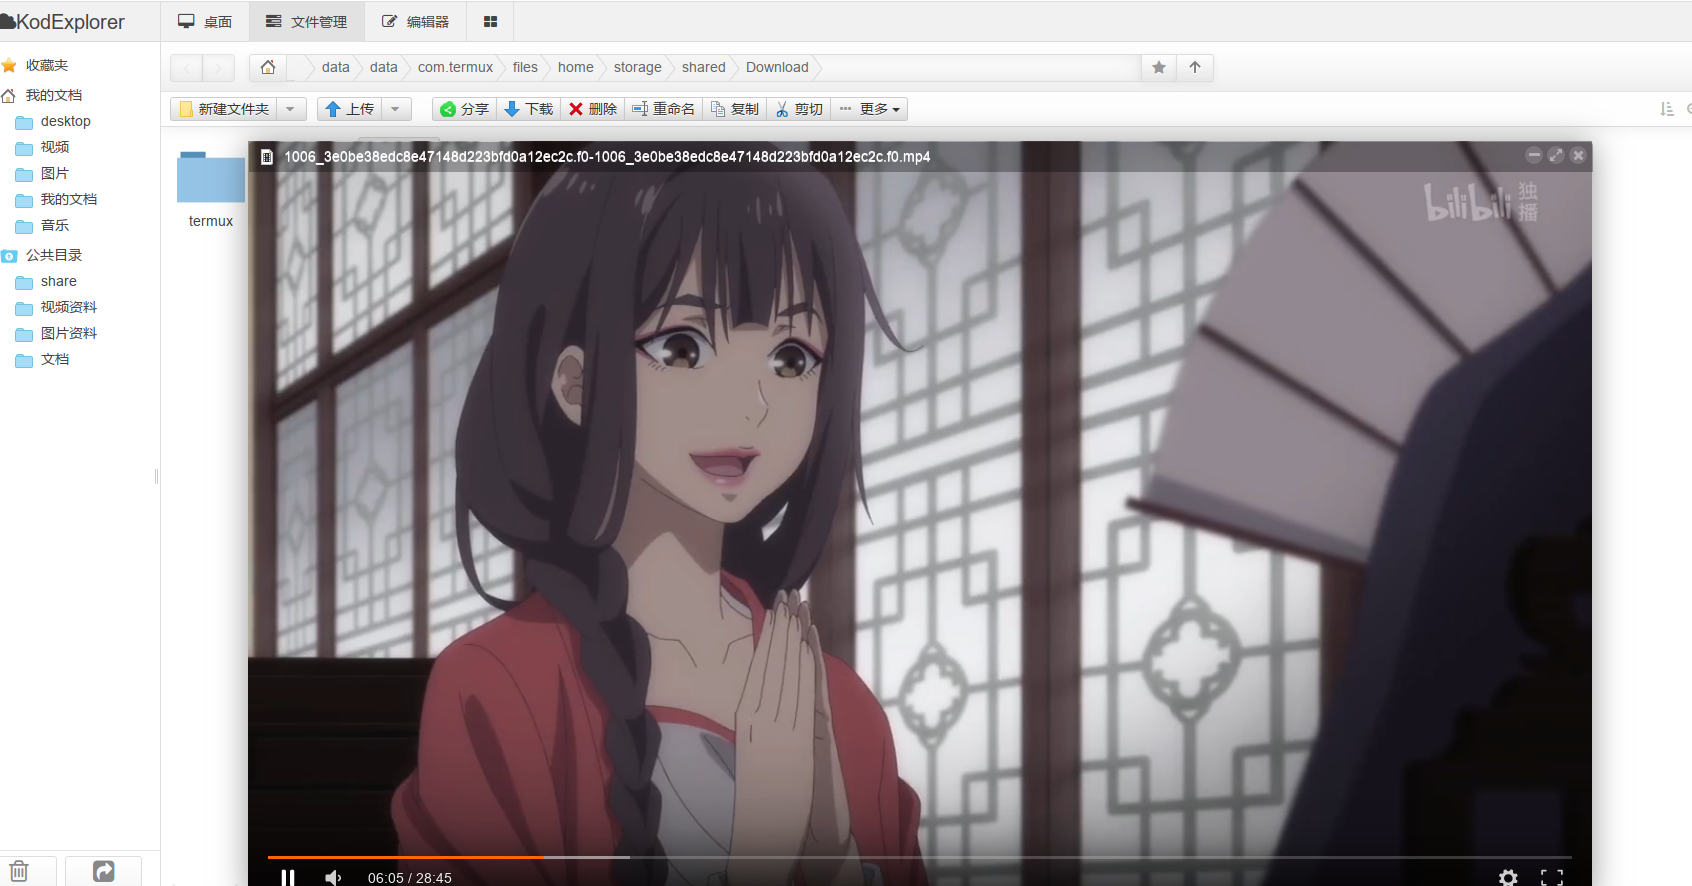 KodExplorer
桌面
文件管理
编辑器
收藏夹
我的文档
desktop
视频
图片
我的文档
音乐
公共目录
share
视频资料
图片资料
文档
data data com.termux files home storage shared Download
新建文件夹 上传 分享 下载 删除 重命名 复制 剪切 更多
termux
1006_3e0be38edc8e47148d223bfd0a12ec2c.f0-1006_3e0be38edc8e47148d223bfd0a12ec2c.f0.mp4
bilibili 独播
06:05 / 28:45